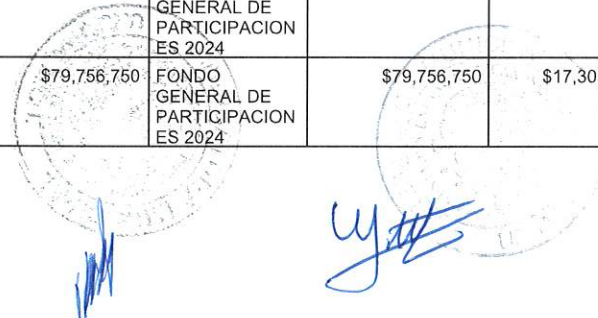 GENERAL DE
PARTICIPACION
ES 2024
$79,756,750 FONDO $79,756,750 $17,30
GENERAL DE
PARTICIPACION
ES 2024